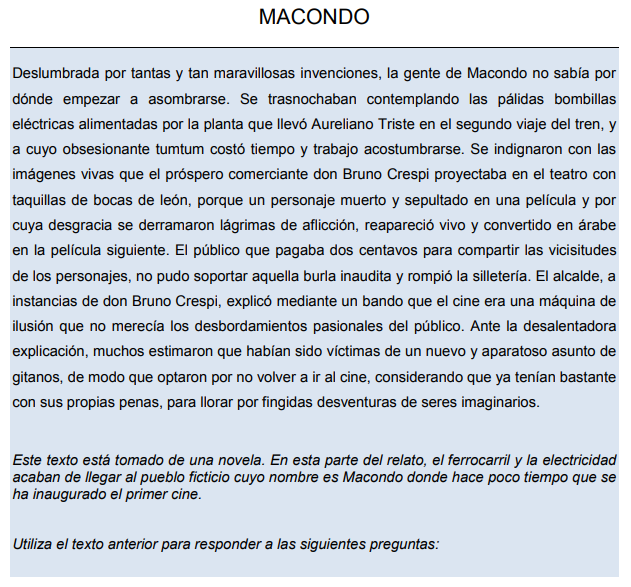 MACONDO
Deslumbrada por tantas y tan maravillosas invenciones, la gente de Macondo no sabía por
dónde empezar a asombrarse. Se trasnochaban contemplando las pálidas bombillas
eléctricas alimentadas por la planta que llevó Aureliano Triste en el segundo viaje del tren, y
a cuyo obsesionante tumtum costó tiempo y trabajo acostumbrarse. Se indignaron con las
imágenes vivas que el próspero comerciante don Bruno Crespi proyectaba en el teatro con
taquillas de bocas de león, porque un personaje muerto y sepultado en una película y por
cuya desgracia se derramaron lágrimas de aflicción, reapareció vivo y convertido en árabe
en la película siguiente. El público que pagaba dos centavos para compartir las vicisitudes
de los personajes, no pudo soportar aquella burla inaudita y rompió la silletería. El alcalde, a
instancias de don Bruno Crespi, explicó mediante un bando que el cine era una máquina de
ilusión que no merecía los desbordamientos pasionales del público. Ante la desalentadora
explicación, muchos estimaron que habían sido víctimas de un nuevo y aparatoso asunto de
gitanos, de modo que optaron por no volver a ir al cine, considerando que ya tenían bastante
con sus propias penas, para llorar por fingidas desventuras de seres imaginarios.
Este texto está tomado de una novela. En esta parte del relato, el ferrocarril y la electricidad
acaban de llegar al pueblo ficticio cuyo nombre es Macondo donde hace poco tiempo que se
ha inaugurado el primer cine.
Utiliza el texto anterior para responder a las siguientes preguntas: